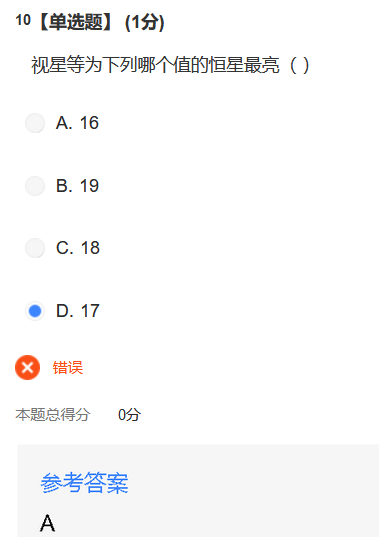 10【单选题】 (1分)
视星等为下列哪个值的恒星最亮（ ）
A. 16
B. 19
C. 18
D. 17
错误
本题总得分 0分
参考答案
A